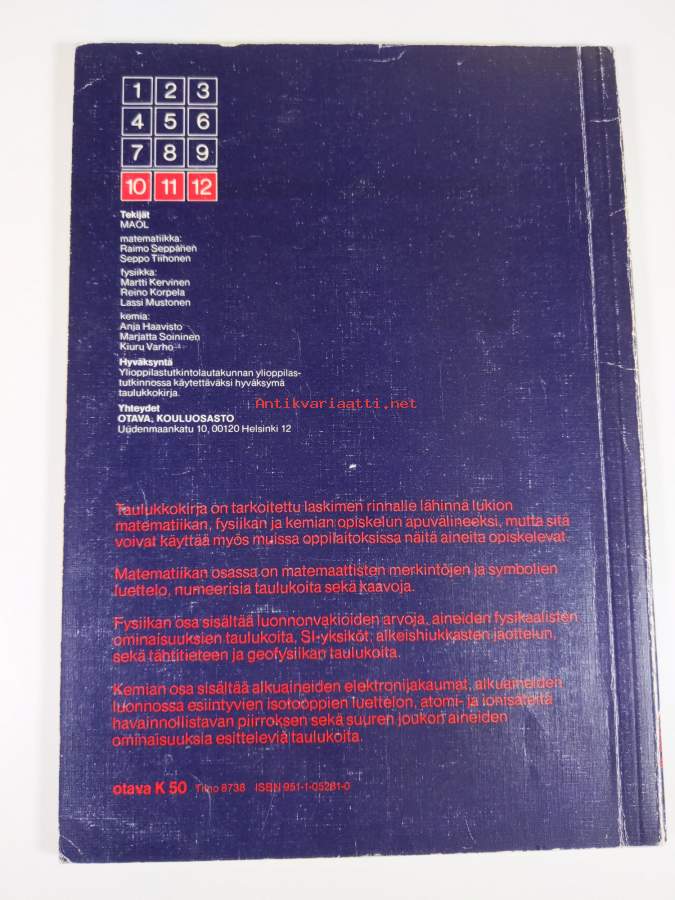 1 2 3
4 5 6
7 8 9
10 11 12
Tekijät
MAOL
matematiikka:
Raimo Seppänen
Seppo Tiihonen
fysiikka:
Martti Kervinen
Reino Korpela
Lassi Mustonen
kemia:
Anja Haavisto
Marjatta Soininen
Kiuru Varho
Hyväksyntä
Ylioppilastutkintolautakunnan ylioppilas-
tutkinnossa käytettäväksi hyväksymä
taulukkokirja.
Antikvariaatti.net
Yhteydet
OTAVA, KOULUOSASTO
Uudenmaankatu 10, 00120 Helsinki 12
Taulukkokirja on tarkoitettu laskimen rinnalle lähinnä lukion
matematiikan, fysiikan ja kemian opiskelun apuvälineeksi, mutta sitä
voivat käyttää myös muissa oppilaitoksissa näitä aineita opiskelevat.
Matematiikan osassa on matemaattisten merkintöjen ja symbolien
luettelo, numeerisia taulukoita sekä kaavoja.
Fysiikan osa sisältää luonnonvakioiden arvoja, aineiden fysikaalisten
ominaisuuksien taulukoita, SI-yksiköt, alkeishiukkasten jaottelun,
sekä tähtitieteen ja geofysiikan taulukoita.
Kemian osa sisältää alkuaineiden elektronijakaumat, alkuaineiden
luonnossa esiintyvien isotooppien luettelon, atomi- ja ionisäteitä
havainnollistavan piirroksen sekä suuren joukon aineiden
ominaisuuksia esitteleviä taulukoita.
otava K 50 Tilno 8738 ISBN 951-1-05281-0